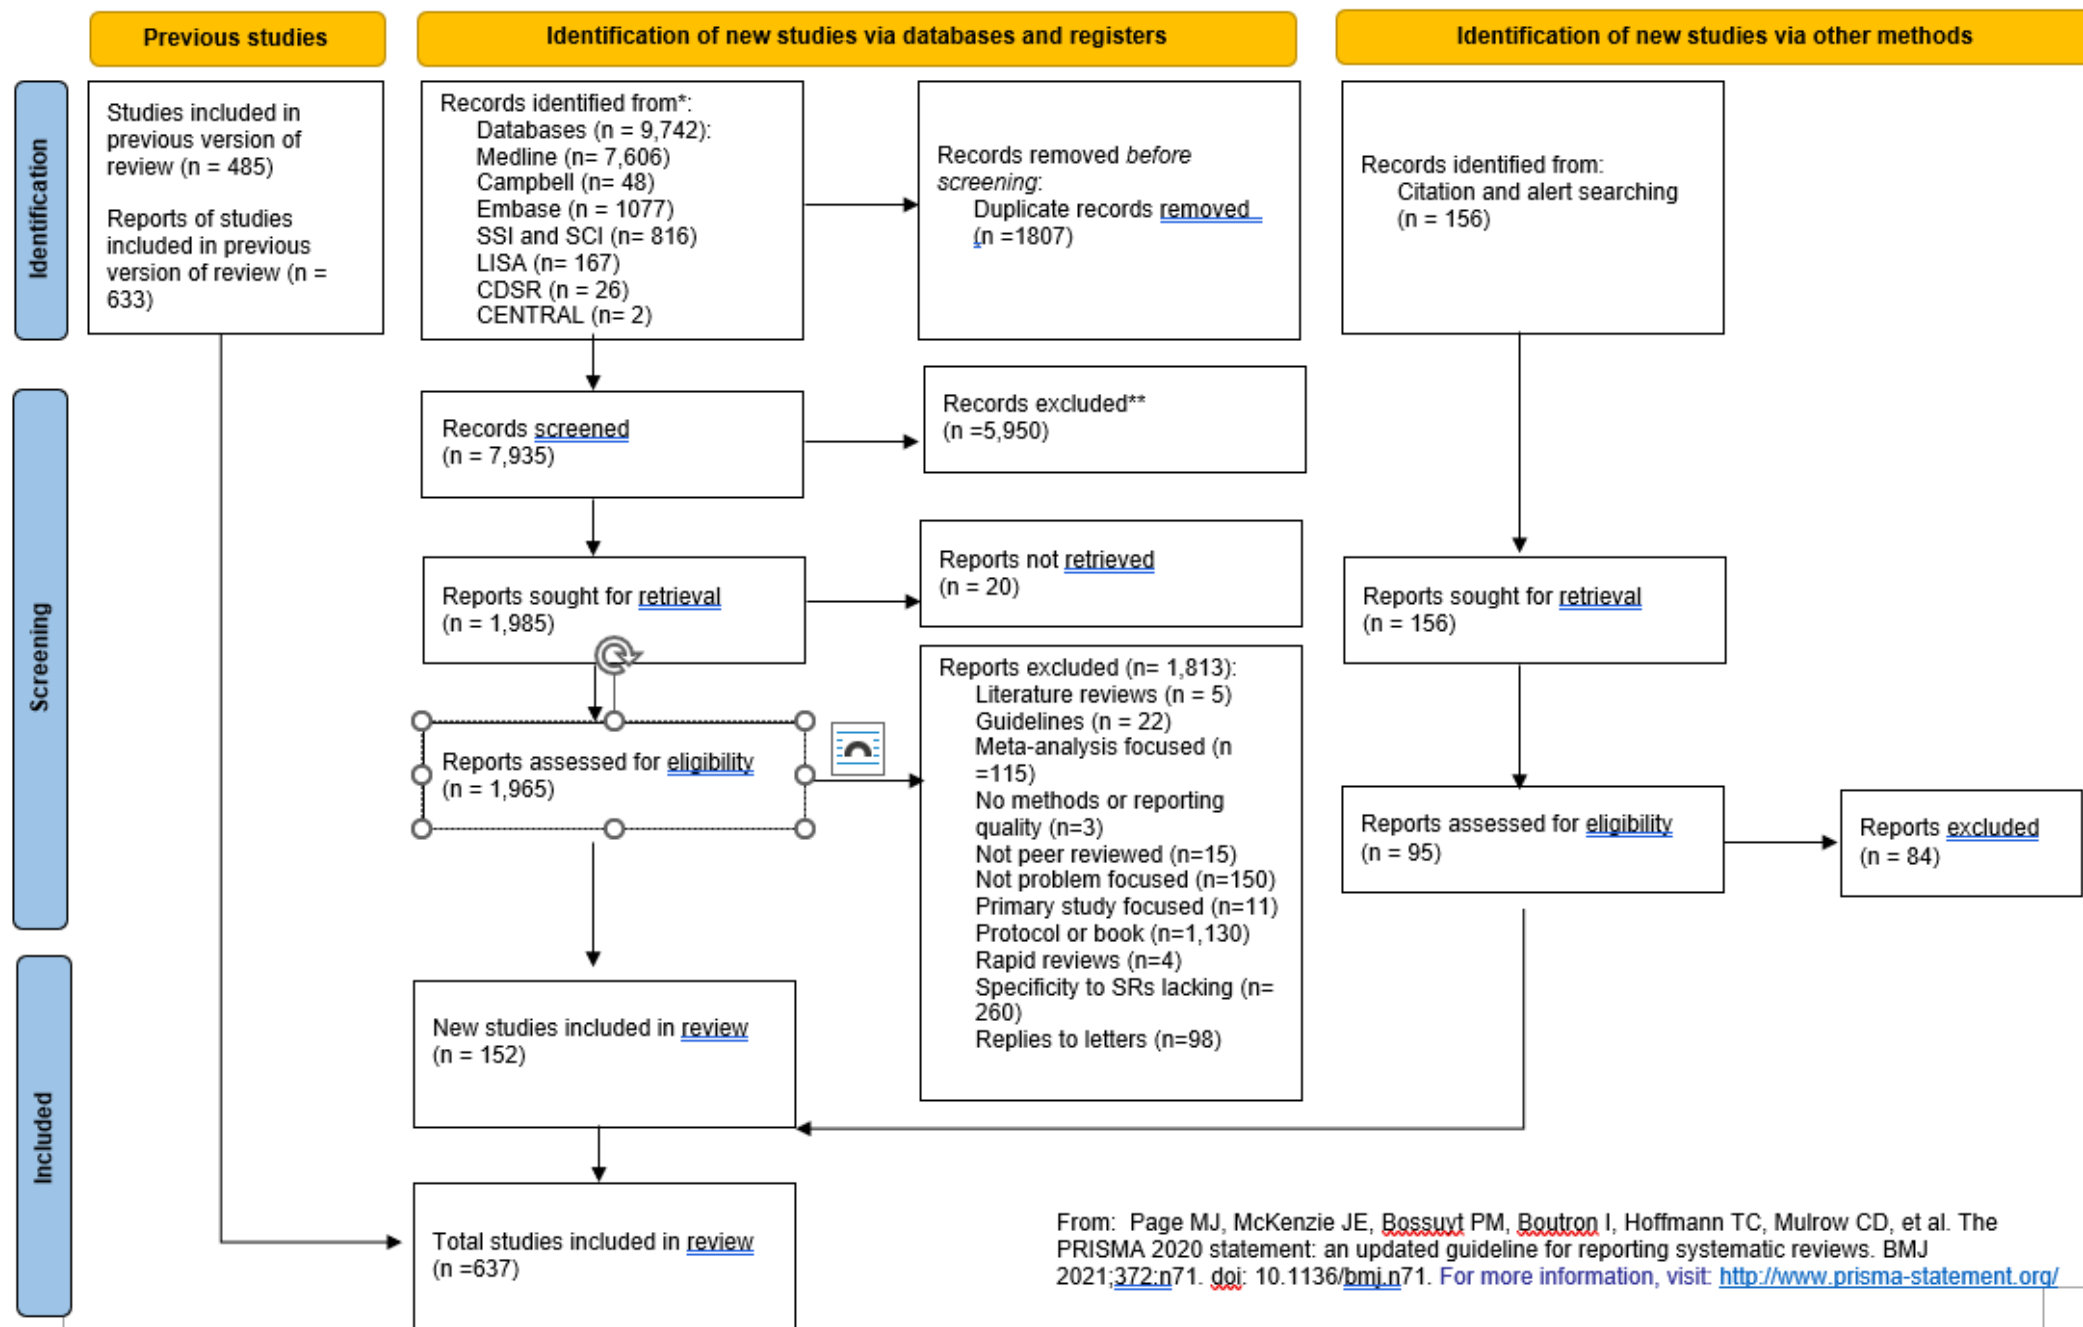 Previous studies
Identification of new studies via databases and registers
Identification of new studies via other methods
Identification
Studies included in
previous version of
review (n = 485)
Reports of studies
included in previous
version of review (n =
633)
Records identified from*:
Databases (n = 9,742):
Medline (n= 7,606)
Campbell (n= 48)
Embase (n = 1077)
SSI and SCI (n= 816)
LISA (n= 167)
CDSR (n = 26)
CENTRAL (n= 2)
Records removed before
screening:
Duplicate records removed
(n =1807)
Records identified from:
Citation and alert searching
(n = 156)
Screening
Records screened
(n = 7,935)
Records excluded**
(n =5,950)
Reports sought for retrieval
(n = 1,985)
Reports not retrieved
(n = 20)
Reports sought for retrieval
(n = 156)
Reports assessed for eligibility
(n = 1,965)
Reports excluded (n= 1,813):
Literature reviews (n = 5)
Guidelines (n = 22)
Meta-analysis focused (n
=115)
No methods or reporting
quality (n=3)
Not peer reviewed (n=15)
Not problem focused (n=150)
Primary study focused (n=11)
Protocol or book (n=1,130)
Rapid reviews (n=4)
Specificity to SRs lacking (n=
260)
Replies to letters (n=98)
Reports assessed for eligibility
(n = 95)
Reports excluded
(n = 84)
Included
New studies included in review
(n = 152)
Total studies included in review
(n =637)
From: Page MJ, McKenzie JE, Bossuyt PM, Boutron I, Hoffmann TC, Mulrow CD, et al. The
PRISMA 2020 statement: an updated guideline for reporting systematic reviews. BMJ
2021;372:n71. doi: 10.1136/bmj.n71. For more information, visit: http://www.prisma-statement.org/